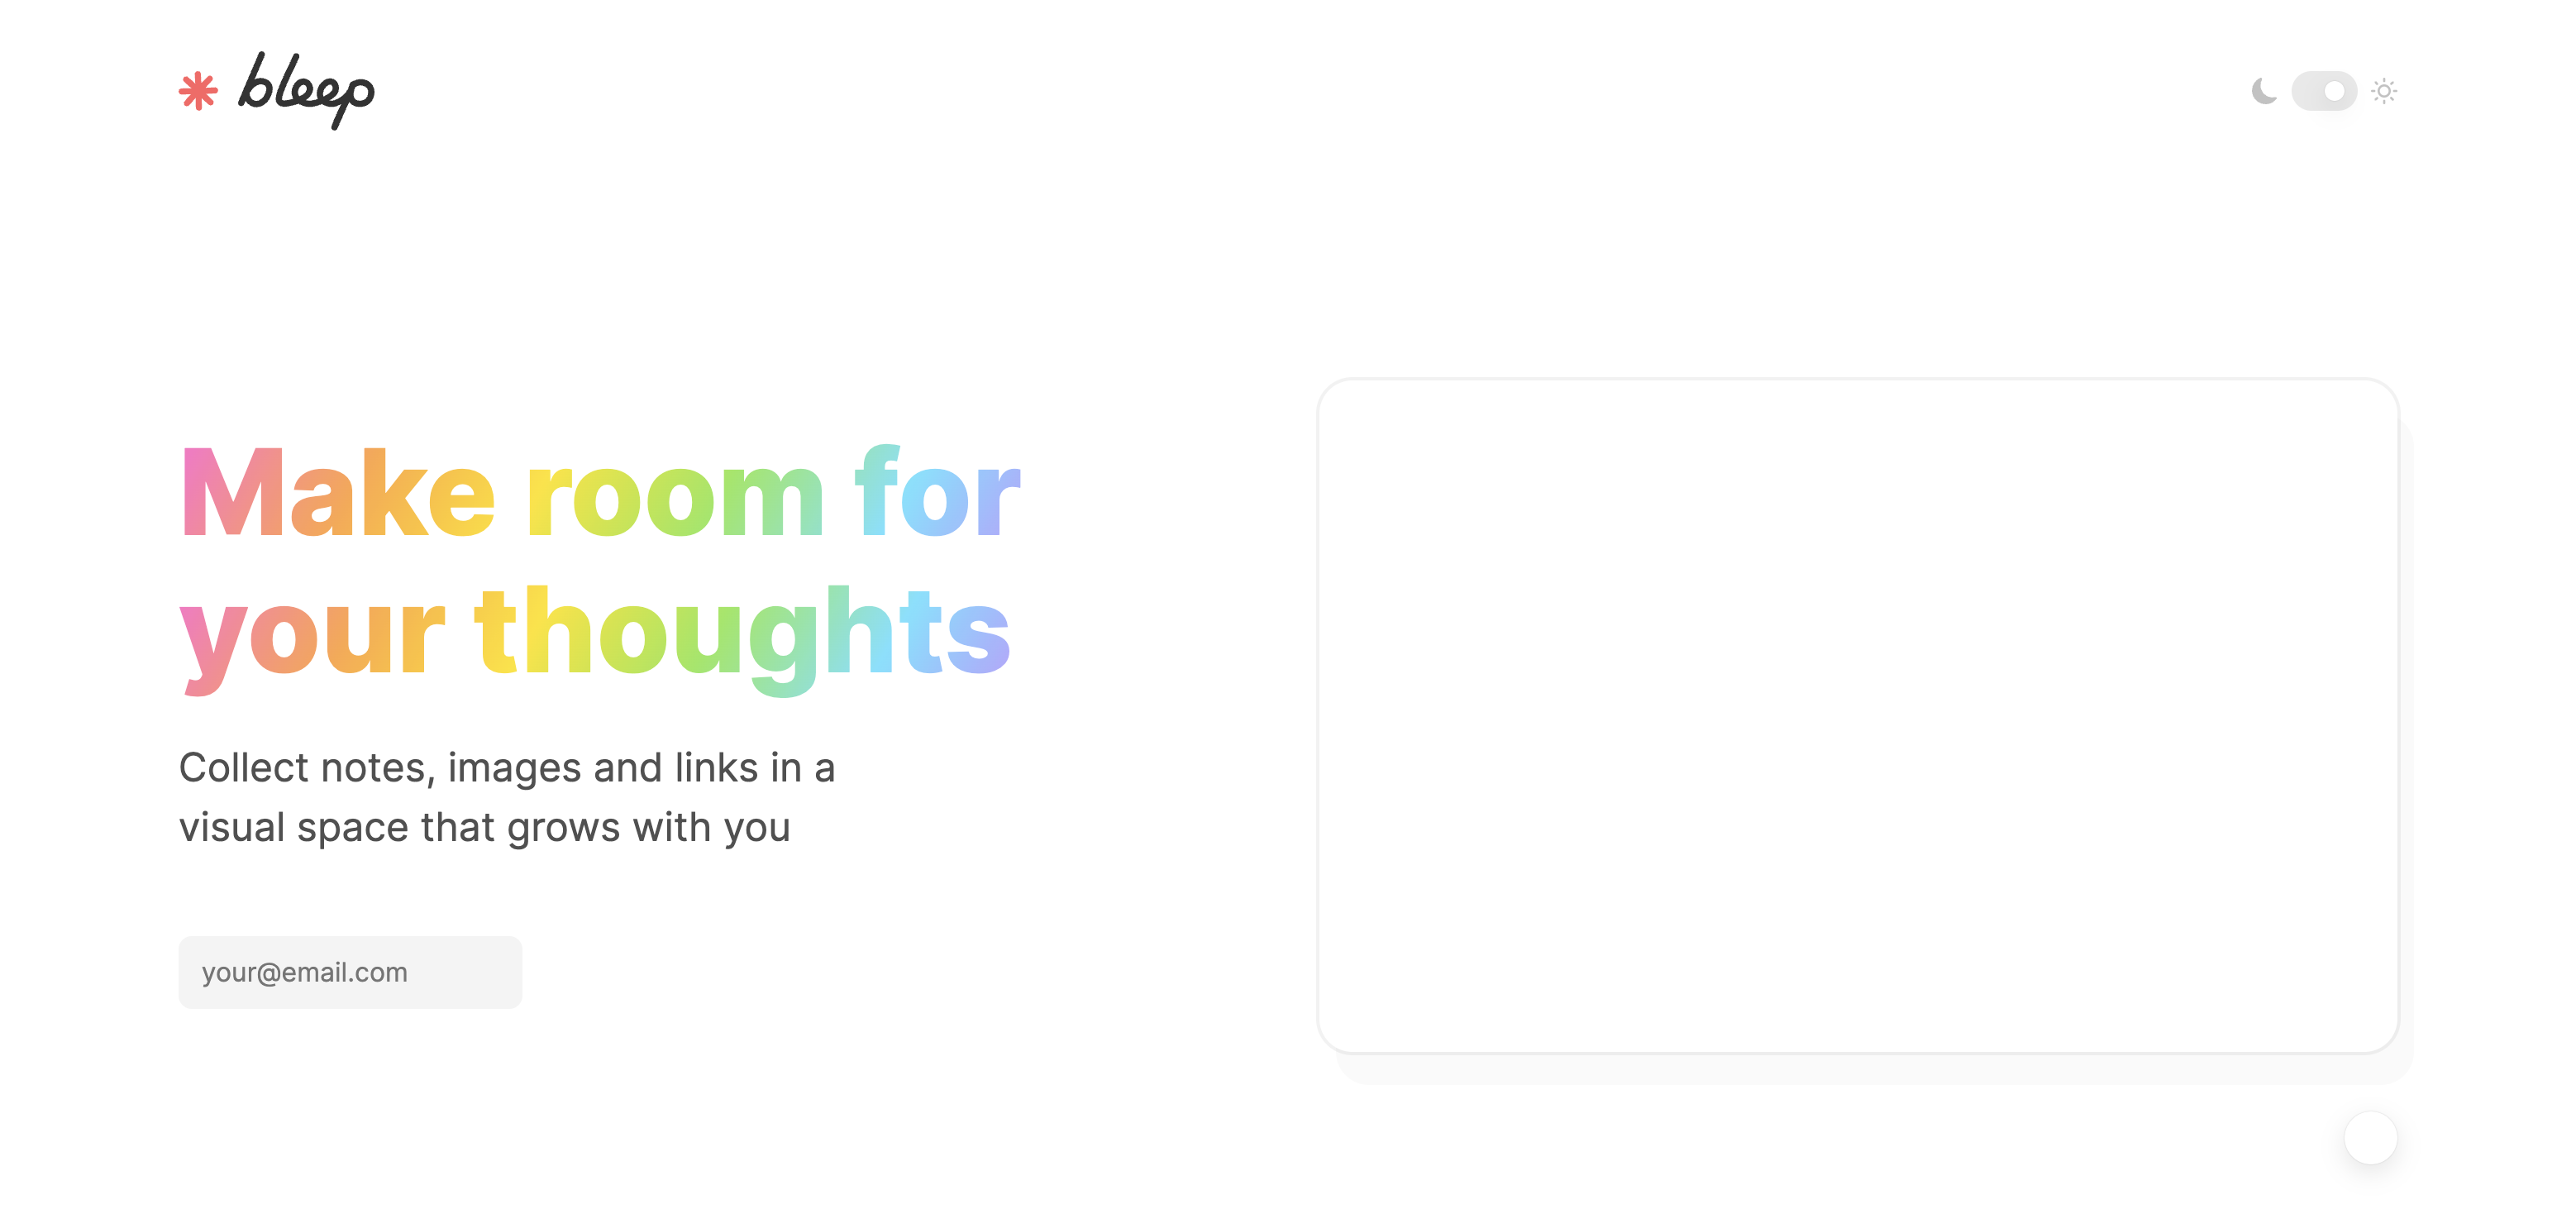 bleep
Make room for
your thoughts
Collect notes, images and links in a
visual space that grows with you
your@email.com